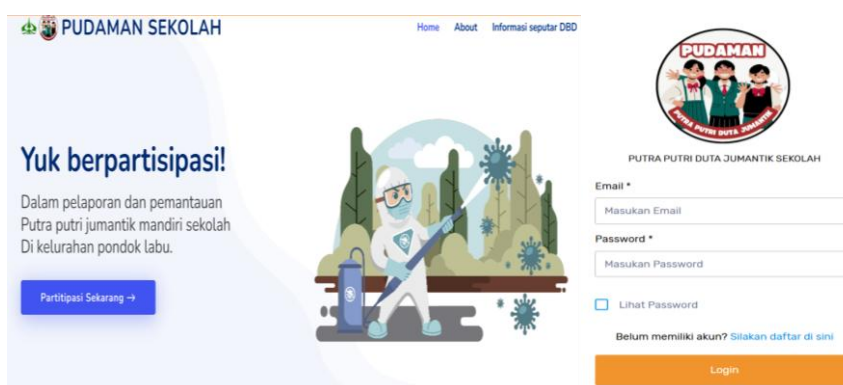 PUDAMAN SEKOLAH
Home About Informasi seputar DBD
Yuk berpartisipasi!
Dalam pelaporan dan pemantauan
Putra putri jumantik mandiri sekolah
Di kelurahan pondok labu.
Partitipasi Sekarang →
PUDAMAN
PUTRA PUTRI DUTA JUMANTIK
PUTRA PUTRI DUTA JUMANTIK SEKOLAH
Email *
Masukan Email
Password *
Masukan Password
Lihat Password
Belum memiliki akun? Silakan daftar di sini
Login